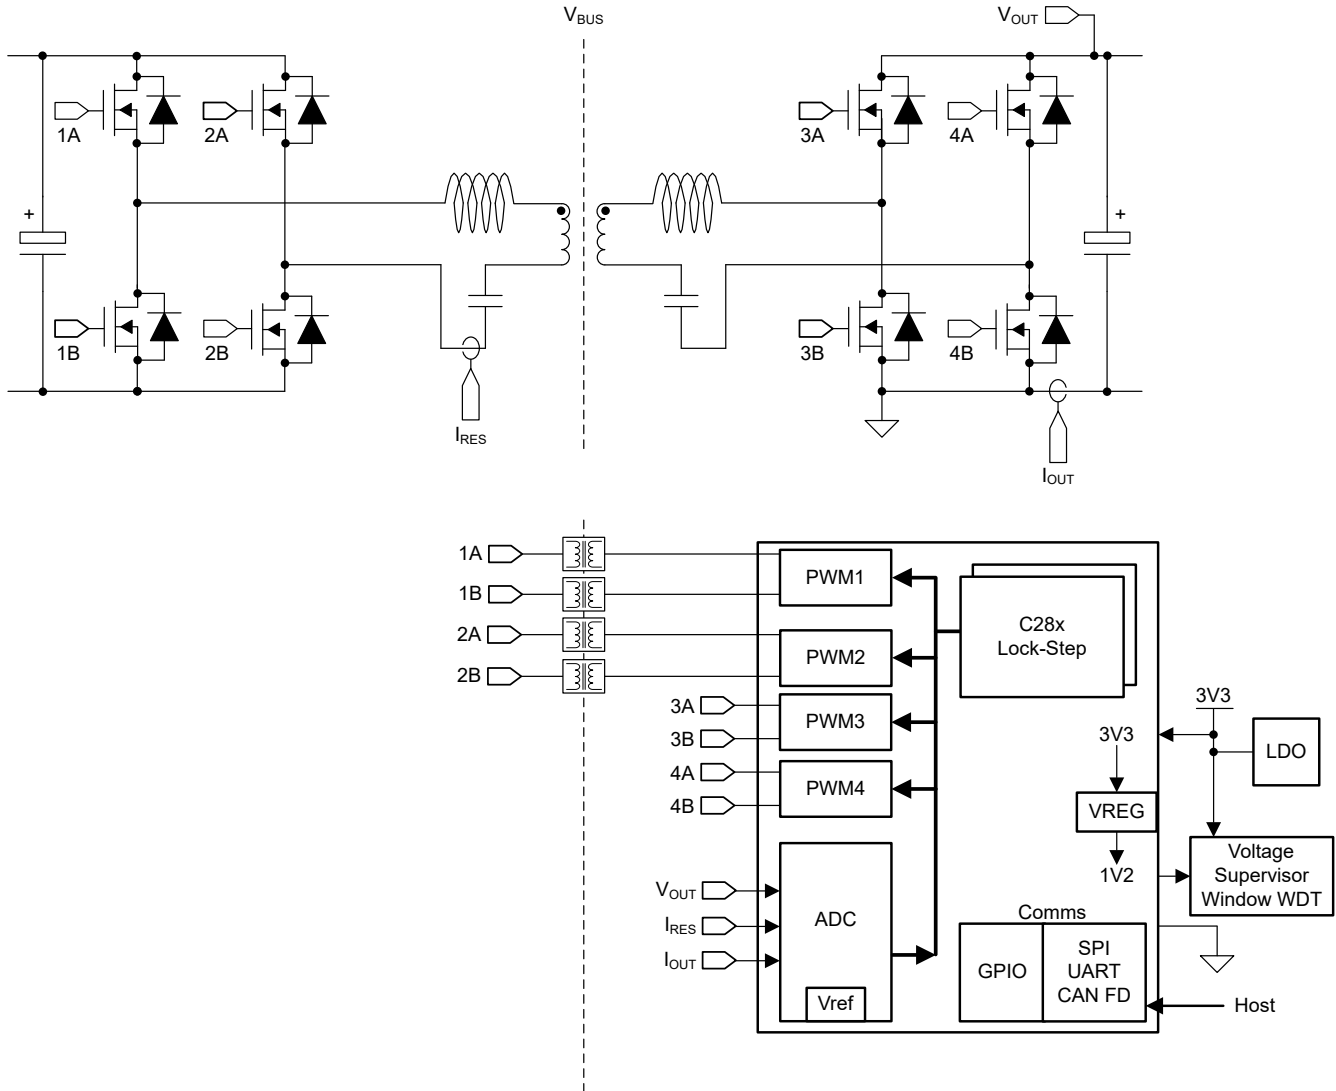 VBUS
VOUT
+
1A
2A
3A
4A
+
1B
2B
3B
4B
IRES
IOUT
1A
1B
2A
2B
3A
3B
4A
4B
PWM1
PWM2
PWM3
PWM4
C28x
Lock-Step
3V3
LDO
3V3
VREG
1V2
Voltage
Supervisor
Window WDT
VOUT
IRES
IOUT
ADC
Vref
Comms
GPIO
SPI
UART
CAN FD
Host